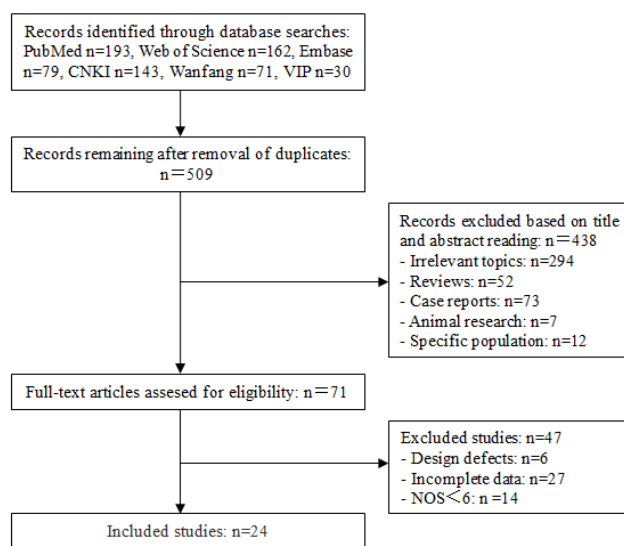 Records identified through database searches:
PubMed n=193, Web of Science n=162, Embase
n=79, CNKI n=143, Wanfang n=71, VIP n=30
Records remaining after removal of duplicates:
n＝509
Records excluded based on title
and abstract reading: n＝438
- Irrelevant topics: n=294
- Reviews: n=52
- Case reports: n=73
- Animal research: n=7
- Specific population: n=12
Full-text articles assesed for eligibility: n＝71
Excluded studies: n=47
- Design defects: n=6
- Incomplete data: n=27
- NOS＜6: n =14
Included studies: n=24